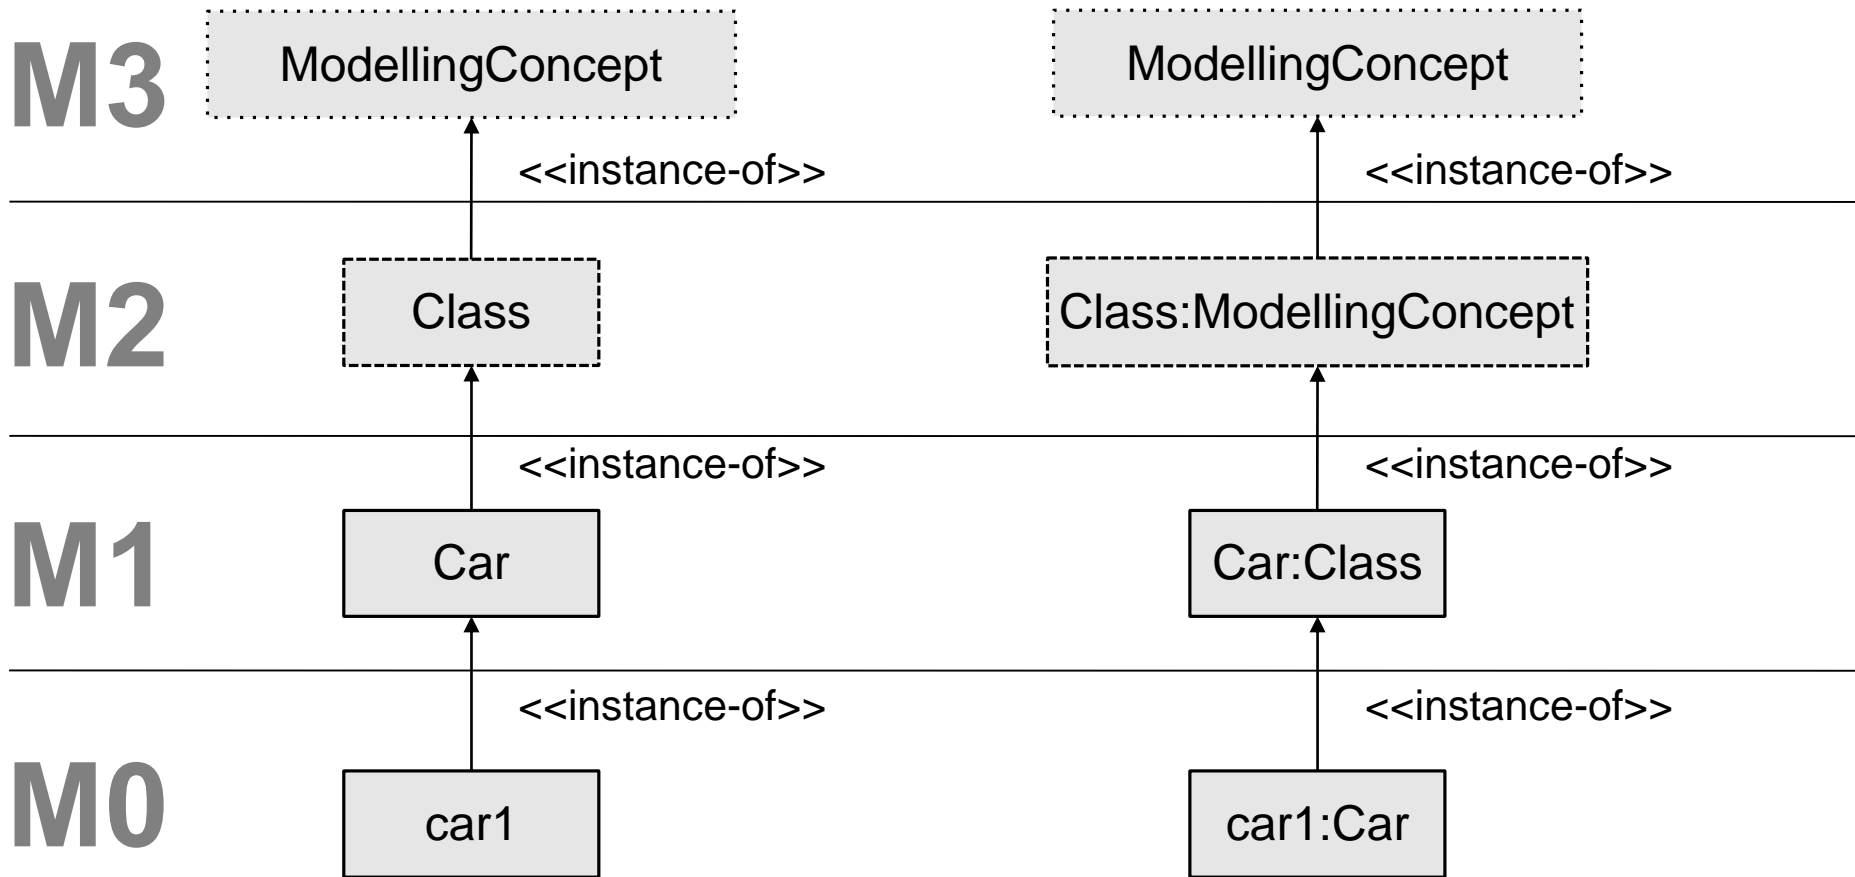 M3
ModellingConcept
ModellingConcept
<<instance-of>>
<<instance-of>>
M2
Class
Class:ModellingConcept
<<instance-of>>
<<instance-of>>
M1
Car
Car:Class
<<instance-of>>
<<instance-of>>
M0
car1
car1:Car